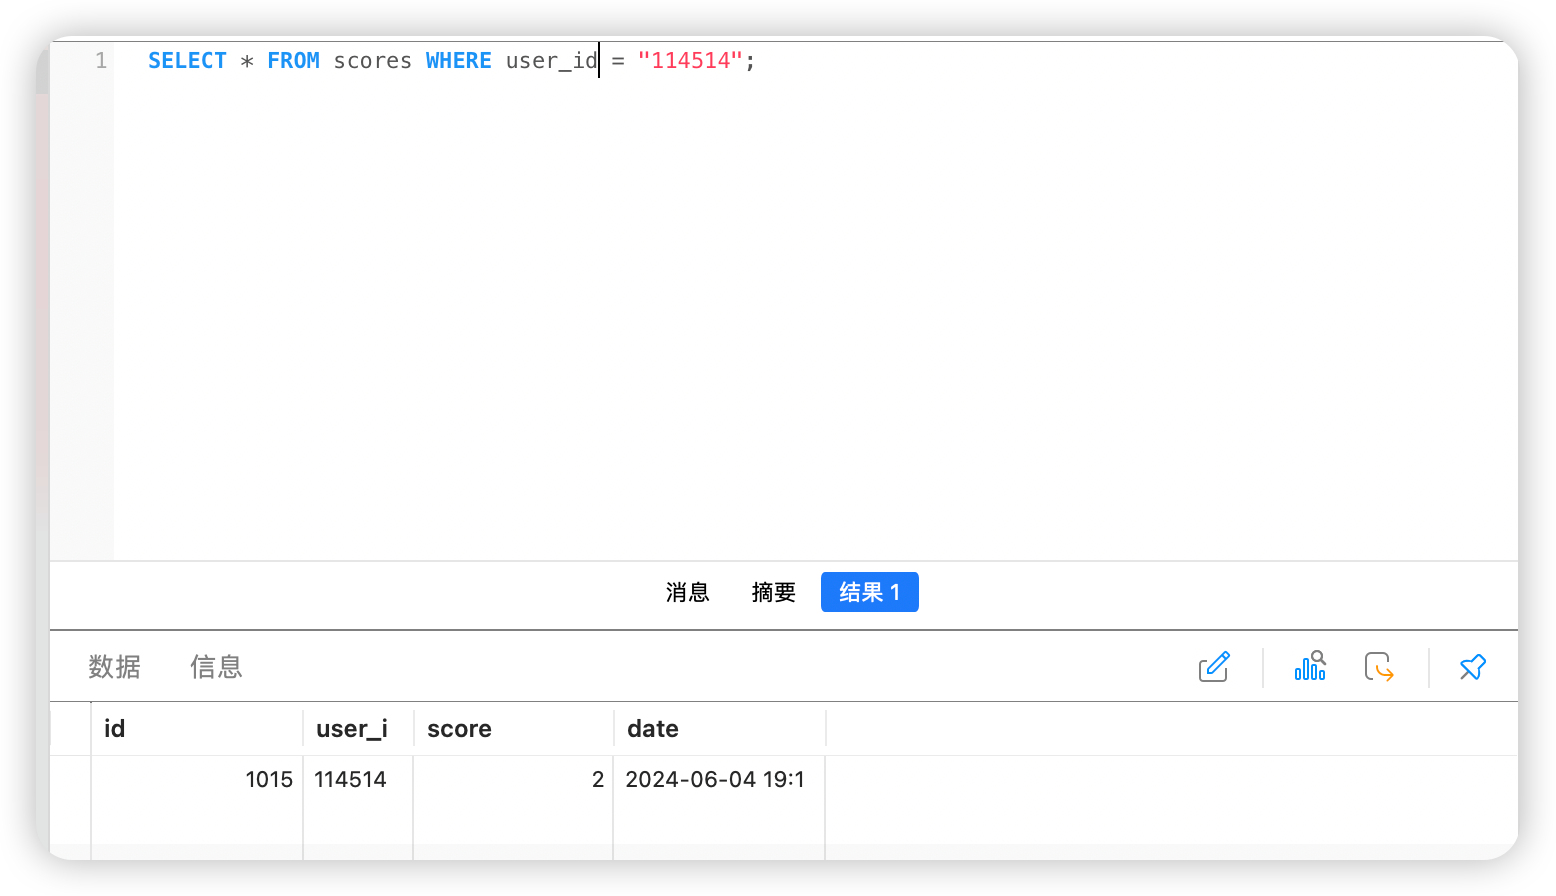 1 SELECT * FROM scores WHERE user_id = "114514";
消息 摘要 结果 1
数据 信息
id user_i score date
1015 114514 2 2024-06-04 19:1